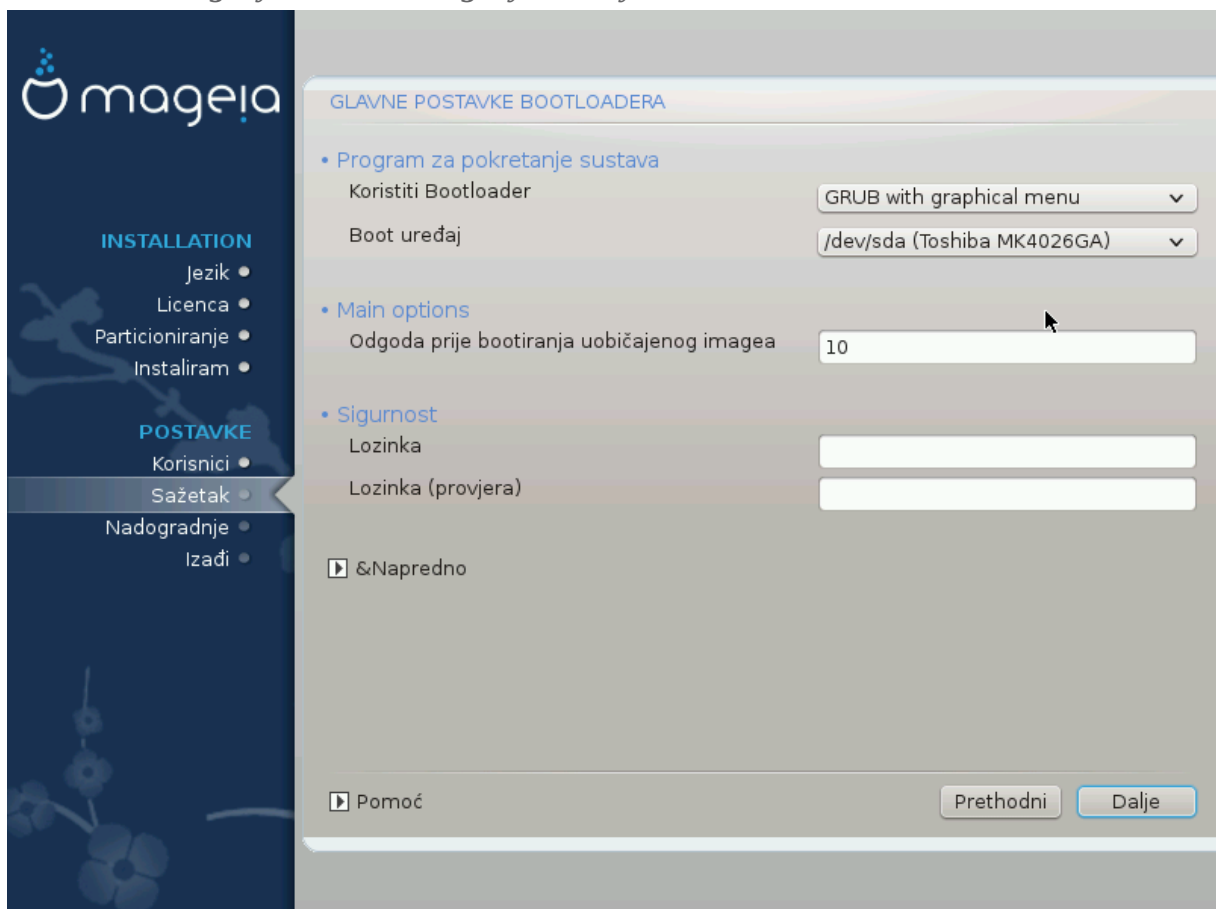 mageia
INSTALLATION
Jezik
Licenca
Particioniranje
Instaliram
POSTAVKE
Korisnici
Sažetak
Nadogradnje
Izađi
GLAVNE POSTAVKE BOOTLOADERA
• Program za pokretanje sustava
Koristiti Bootloader
GRUB with graphical menu
Boot uređaj
/dev/sda (Toshiba MK4026GA)
• Main options
Odgoda prije bootiranja uobičajenog imagea
10
• Sigurnost
Lozinka
Lozinka (provjera)
&Napredno
Pomoć
Prethodni
Dalje